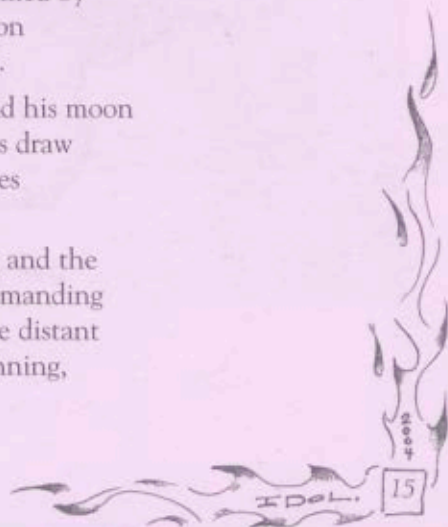 on
.
d his moon
s draw
es
and the
manding
e distant
nning,
2004
IDOL.
15